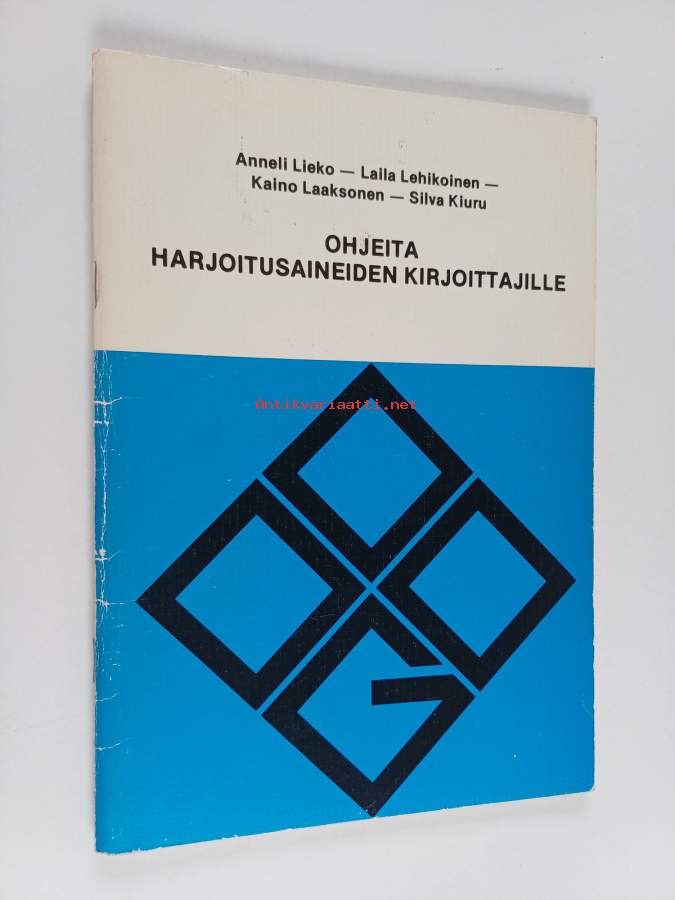 Anneli Lieko — Laila Lehikoinen —
Kaino Laaksonen — Silva Kiuru
OHJEITA
HARJOITUSAINEIDEN KIRJOITTAJILLE
Antikvariaatti.net